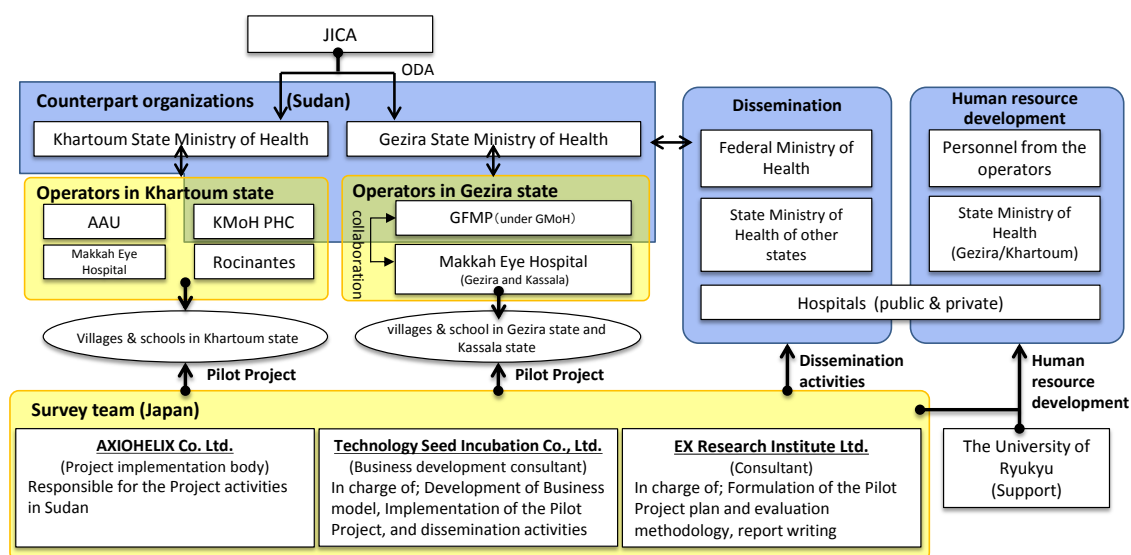 JICA
ODA
Counterpart organizations (Sudan)
Khartoum State Ministry of Health
Gezira State Ministry of Health
Operators in Khartoum state
AAU
KMoH PHC
Makkah Eye
Hospital
Rocinantes
Operators in Gezira state
collaboration
GFMP (under GMoH)
Makkah Eye Hospital
(Gezira and Kassala)
Dissemination
Federal Ministry of
Health
State Ministry of
Health of other
states
Human resource
development
Personnel from the
operators
State Ministry of
Health
(Gezira/Khartoum)
Hospitals (public & private)
Villages & schools in Khartoum state
villages & school in Gezira state and
Kassala state
Pilot Project
Pilot Project
Dissemination
activities
Human
resource
development
Survey team (Japan)
AXIOHELIX Co. Ltd.
(Project implementation body)
Responsible for the Project activities
in Sudan
Technology Seed Incubation Co., Ltd.
(Business development consultant)
In charge of; Development of Business
model, Implementation of the Pilot
Project, and dissemination activities
EX Research Institute Ltd.
(Consultant)
In charge of; Formulation of the Pilot
Project plan and evaluation
methodology, report writing
The University of
Ryukyu
(Support)